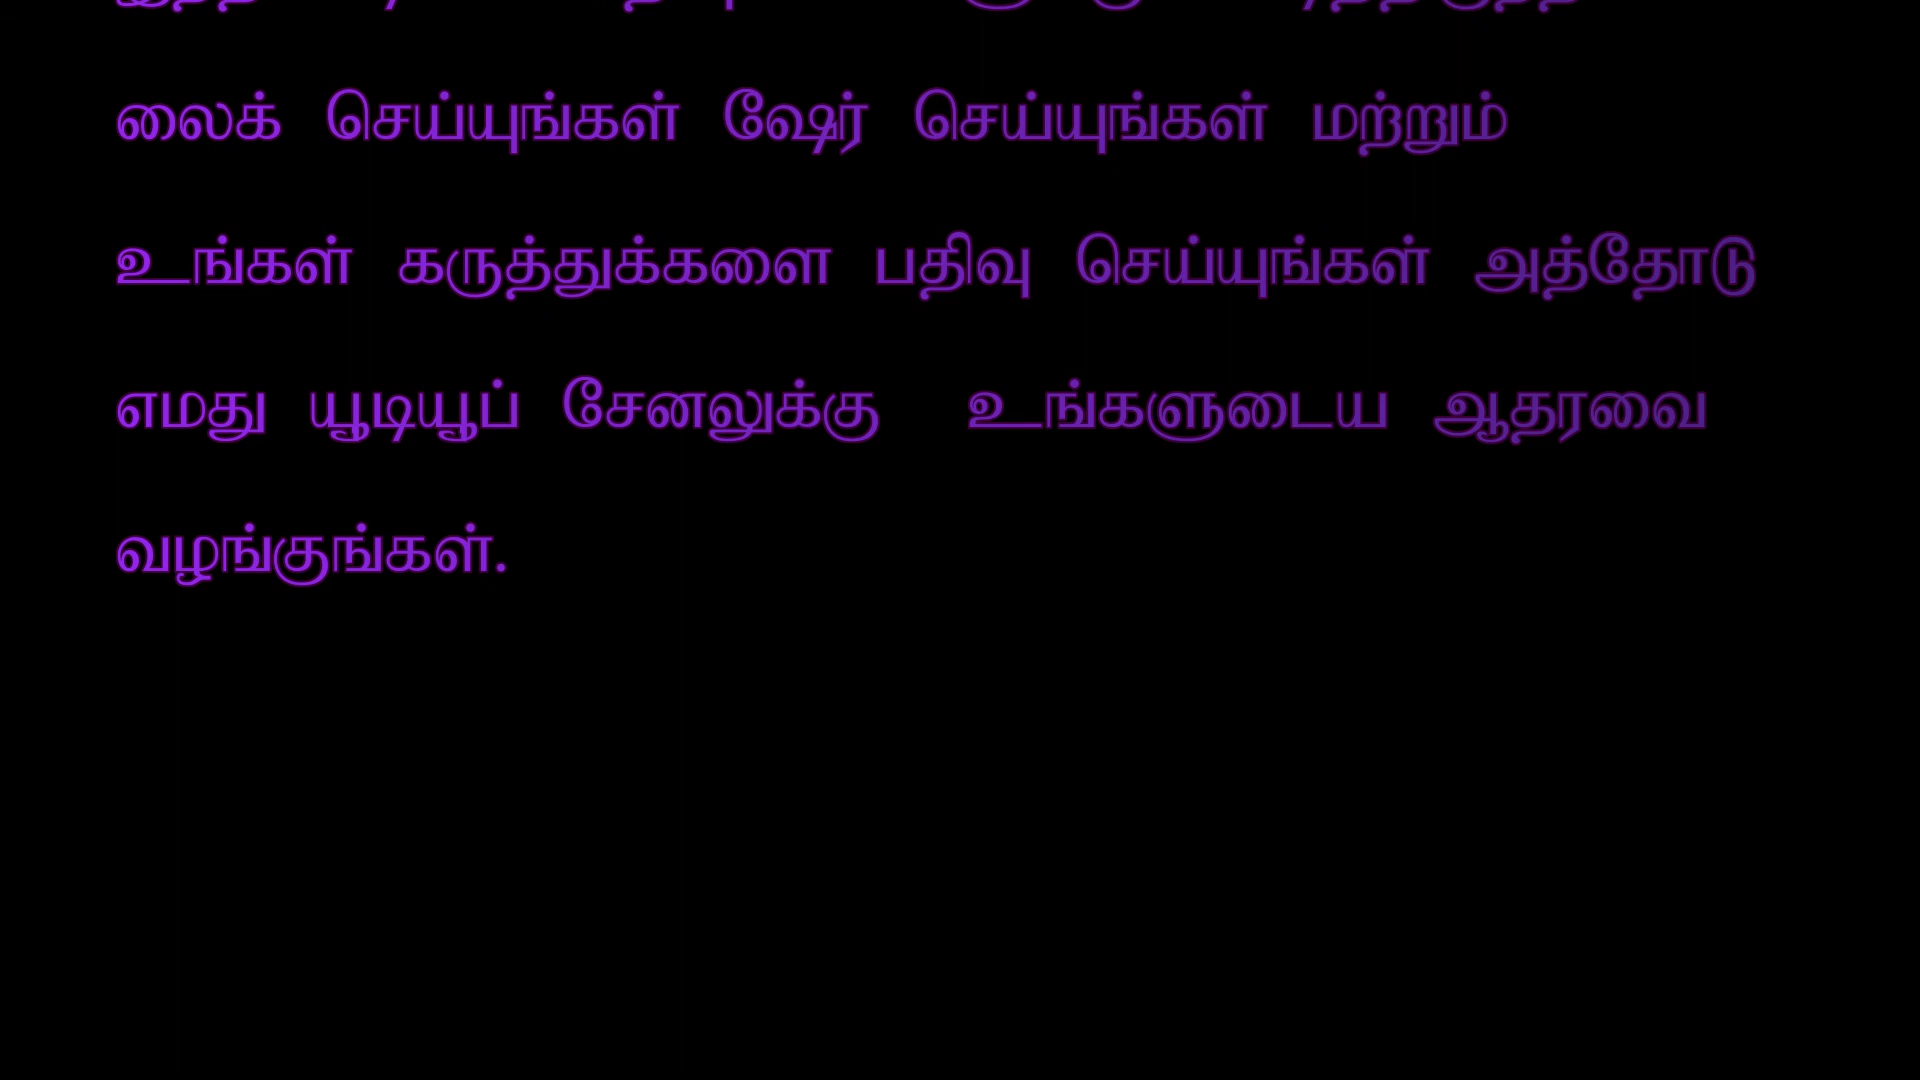 லைக் செய்யுங்கள் ஷேர் செய்யுங்கள் மற்றும்
உங்கள் கருத்துக்களை பதிவு செய்யுங்கள் அத்தோடு
எமது யூடியூப் சேனலுக்கு உங்களுடைய ஆதரவை
வழங்குங்கள்.